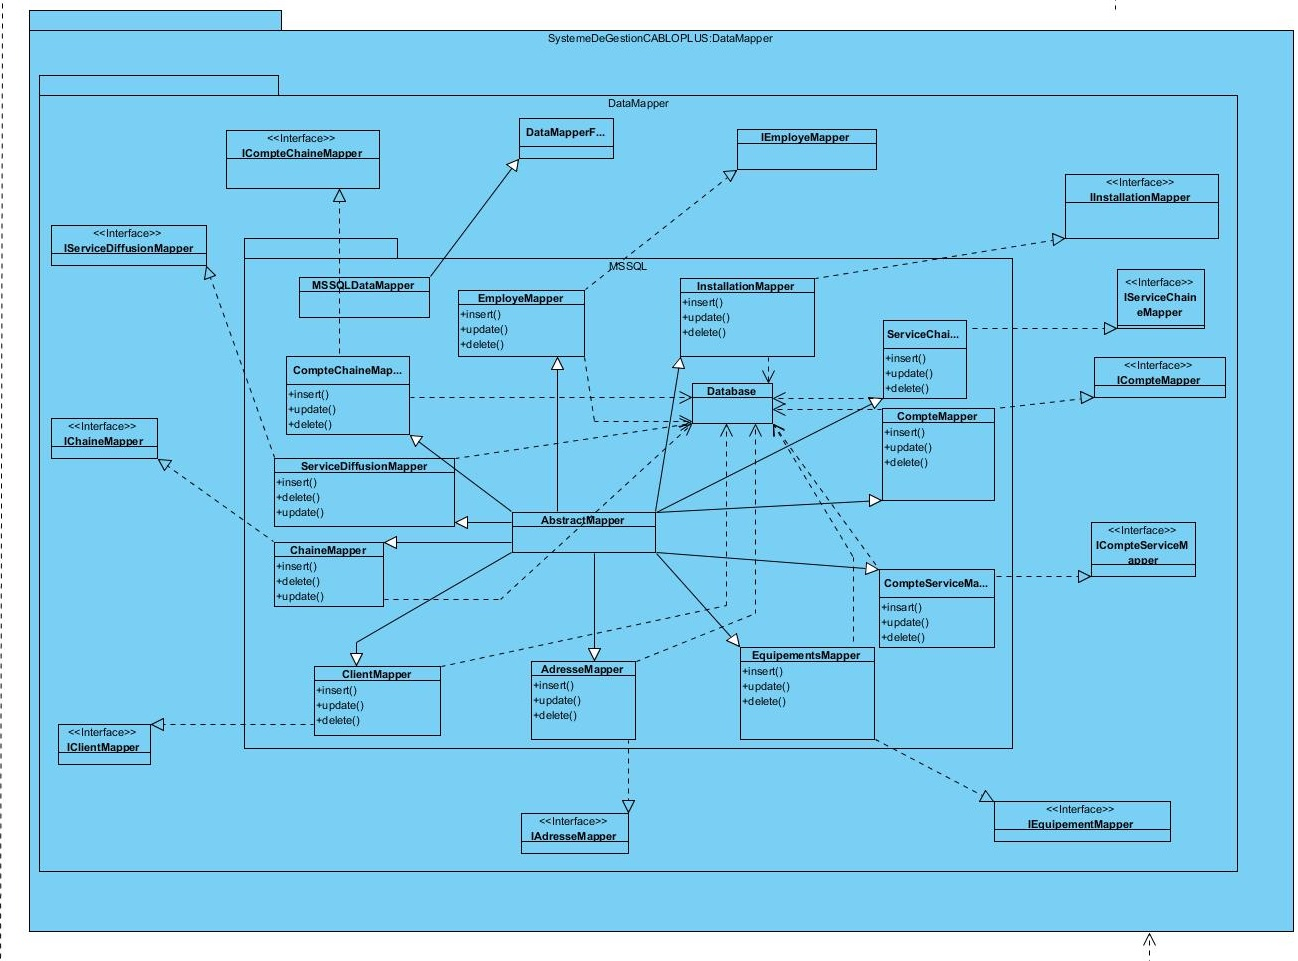 SystemeDeGestionCABLOPLUS:DataMapper
DataMapper
<<Interface>>
ICompteChaineMapper
DataMapperF...
IEmployeMapper
<<Interface>>
IInstallationMapper
<<Interface>>
IServiceDiffusionMapper
MSSQL
MSSQLDataMapper
EmployeMapper
+insert()
+update()
+delete()
InstallationMapper
+insert()
+update()
+delete()
<<Interface>>
IServiceChain
eMapper
ServiceChai...
+insert()
+update()
+delete()
CompteChaineMap...
+insert()
+update()
+delete()
Database
<<Interface>>
ICompteMapper
CompteMapper
+insert()
+update()
+delete()
<<Interface>>
IChaineMapper
ServiceDiffusionMapper
+insert()
+delete()
+update()
AbstractMapper
ChaineMapper
+insert()
+delete()
+update()
<<Interface>>
ICompteServiceM
apper
CompteServiceMa...
+insart()
+update()
+delete()
ClientMapper
+insert()
+update()
+delete()
AdresseMapper
+insert()
+update()
+delete()
EquipementsMapper
+insert()
+update()
+delete()
<<Interface>>
IClientMapper
<<Interface>>
IAdresseMapper
<<Interface>>
IEquipementMapper